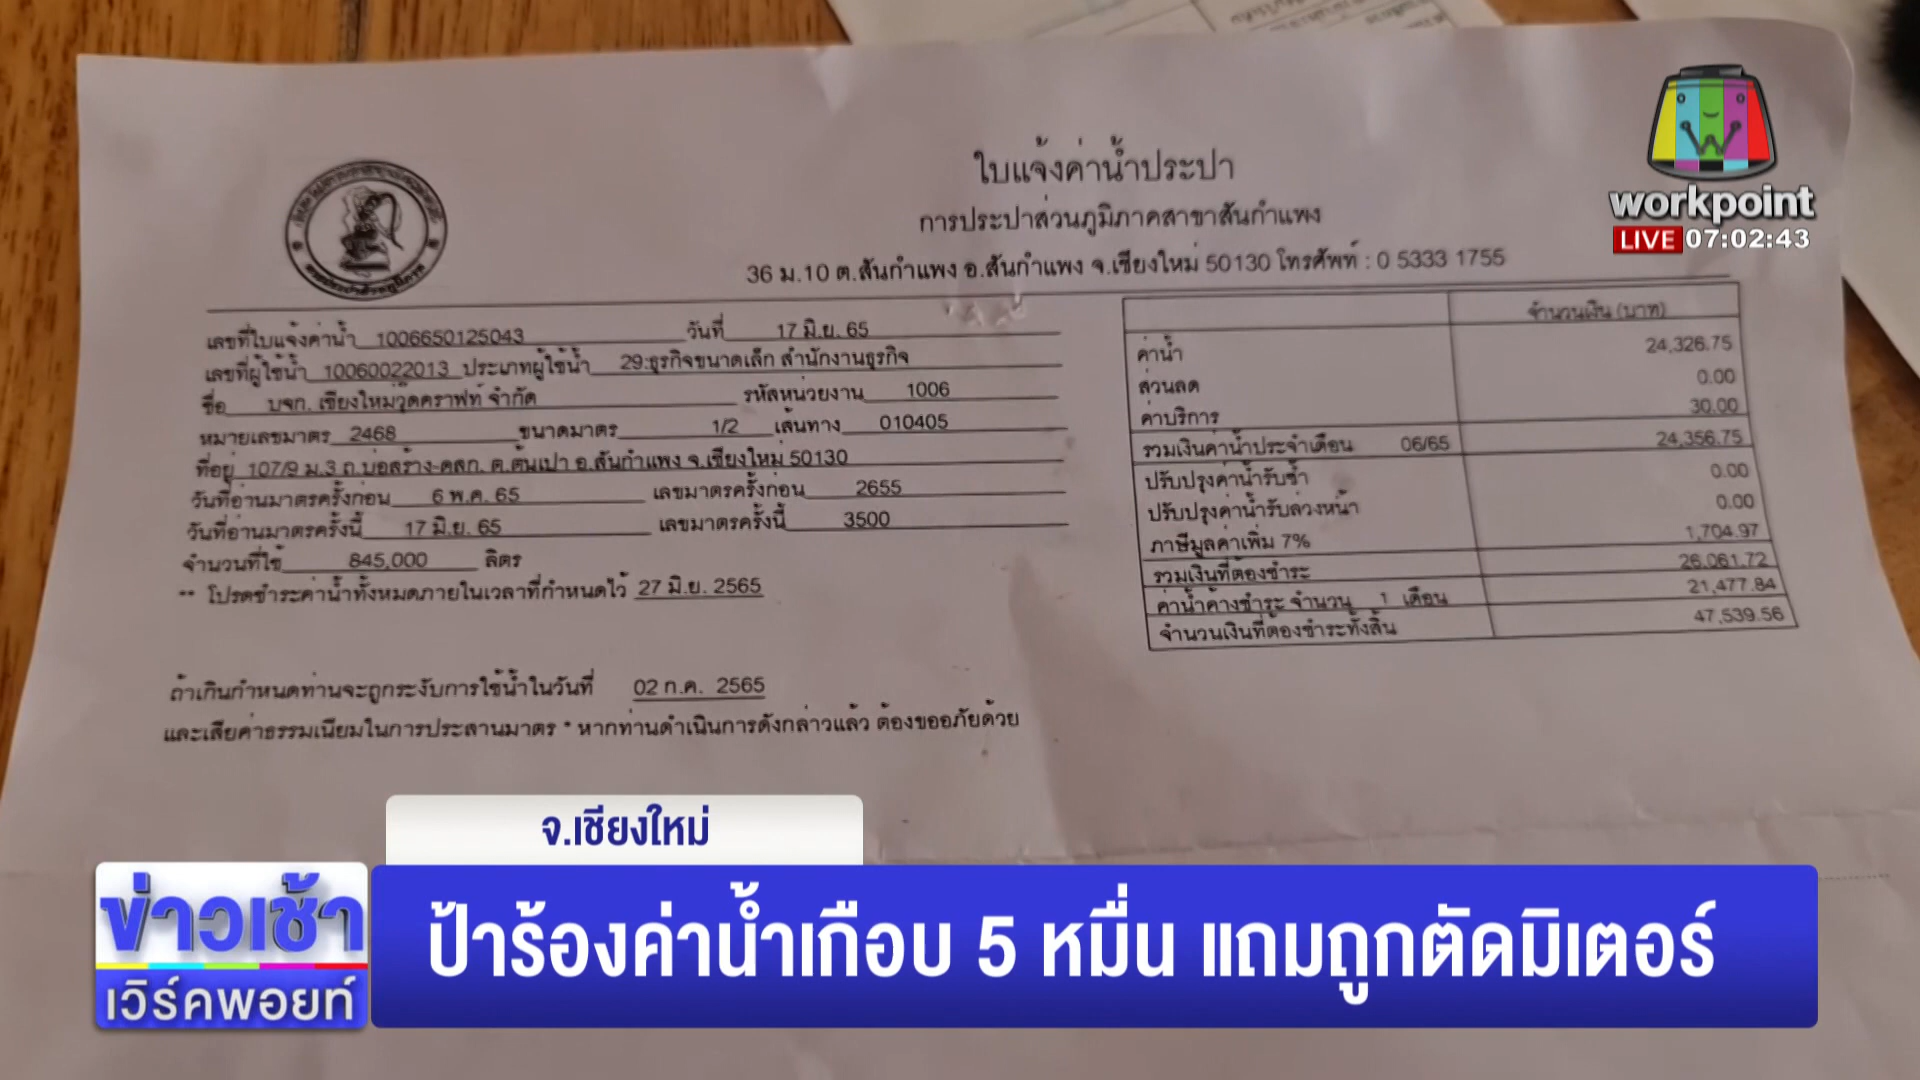 workpoint
LIVE 07:02:43
ใบแจ้งค่าน้ำประปา
การประปาส่วนภูมิภาคสาขาสันกำแพง
36 ม.10 ต.สันกำแพง อ.สันกำแพง จ.เชียงใหม่ 50130 โทรศัพท์ : 0 5333 1755
เลขที่ใบแจ้งค่าน้ำ 1006650125043 วันที่ 17 มิ.ย. 65
เลขที่ผู้ใช้น้ำ 10060022013 ประเภทผู้ใช้น้ำ 29:ธุรกิจขนาดเล็ก สำนักงานธุรกิจ
ชื่อ บจก. เชียงใหม่วู้ดคราฟท์ จำกัด รหัสหน่วยงาน 1006
หมายเลขมาตร 2468 ขนาดมาตร 1/2 เส้นทาง 010405
ที่อยู่ 107/9 ม.3 ถ.บ่อสร้าง-ดสก. ต.ต้นเปา อ.สันกำแพง จ.เชียงใหม่ 50130
วันที่อ่านมาตรครั้งก่อน 6 พ.ค. 65 เลขมาตรครั้งก่อน 2655
วันที่อ่านมาตรครั้งนี้ 17 มิ.ย. 65 เลขมาตรครั้งนี้ 3500
จำนวนที่ใช้ 845,000 ลิตร
** โปรดชำระค่าน้ำทั้งหมดภายในเวลาที่กำหนดไว้ 27 มิ.ย. 2565
ถ้าเกินกำหนดท่านจะถูกระงับการใช้น้ำในวันที่ 02 ก.ค. 2565
และเสียค่าธรรมเนียมในการประสานมาตร * หากท่านดำเนินการดังกล่าวแล้ว ต้องขออภัยด้วย
จำนวนเงิน (บาท)
ค่าน้ำ 24,326.75
ส่วนลด 0.00
ค่าบริการ 30.00
รวมเงินค่าน้ำประจำเดือน 06/65 24,356.75
ปรับปรุงค่าน้ำรับซ้ำ 0.00
ปรับปรุงค่าน้ำรับล่วงหน้า 0.00
ภาษีมูลค่าเพิ่ม 7% 1,704.97
รวมเงินที่ต้องชำระ 26,061.72
ค่าน้ำค้างชำระ จำนวน 1 เดือน 21,477.84
จำนวนเงินที่ต้องชำระทั้งสิ้น 47,539.56
จ.เชียงใหม่
ข่าวเช้า
เวิร์คพอยท์
ป้าร้องค่าน้ำเกือบ 5 หมื่น แถมถูกตัดมิเตอร์